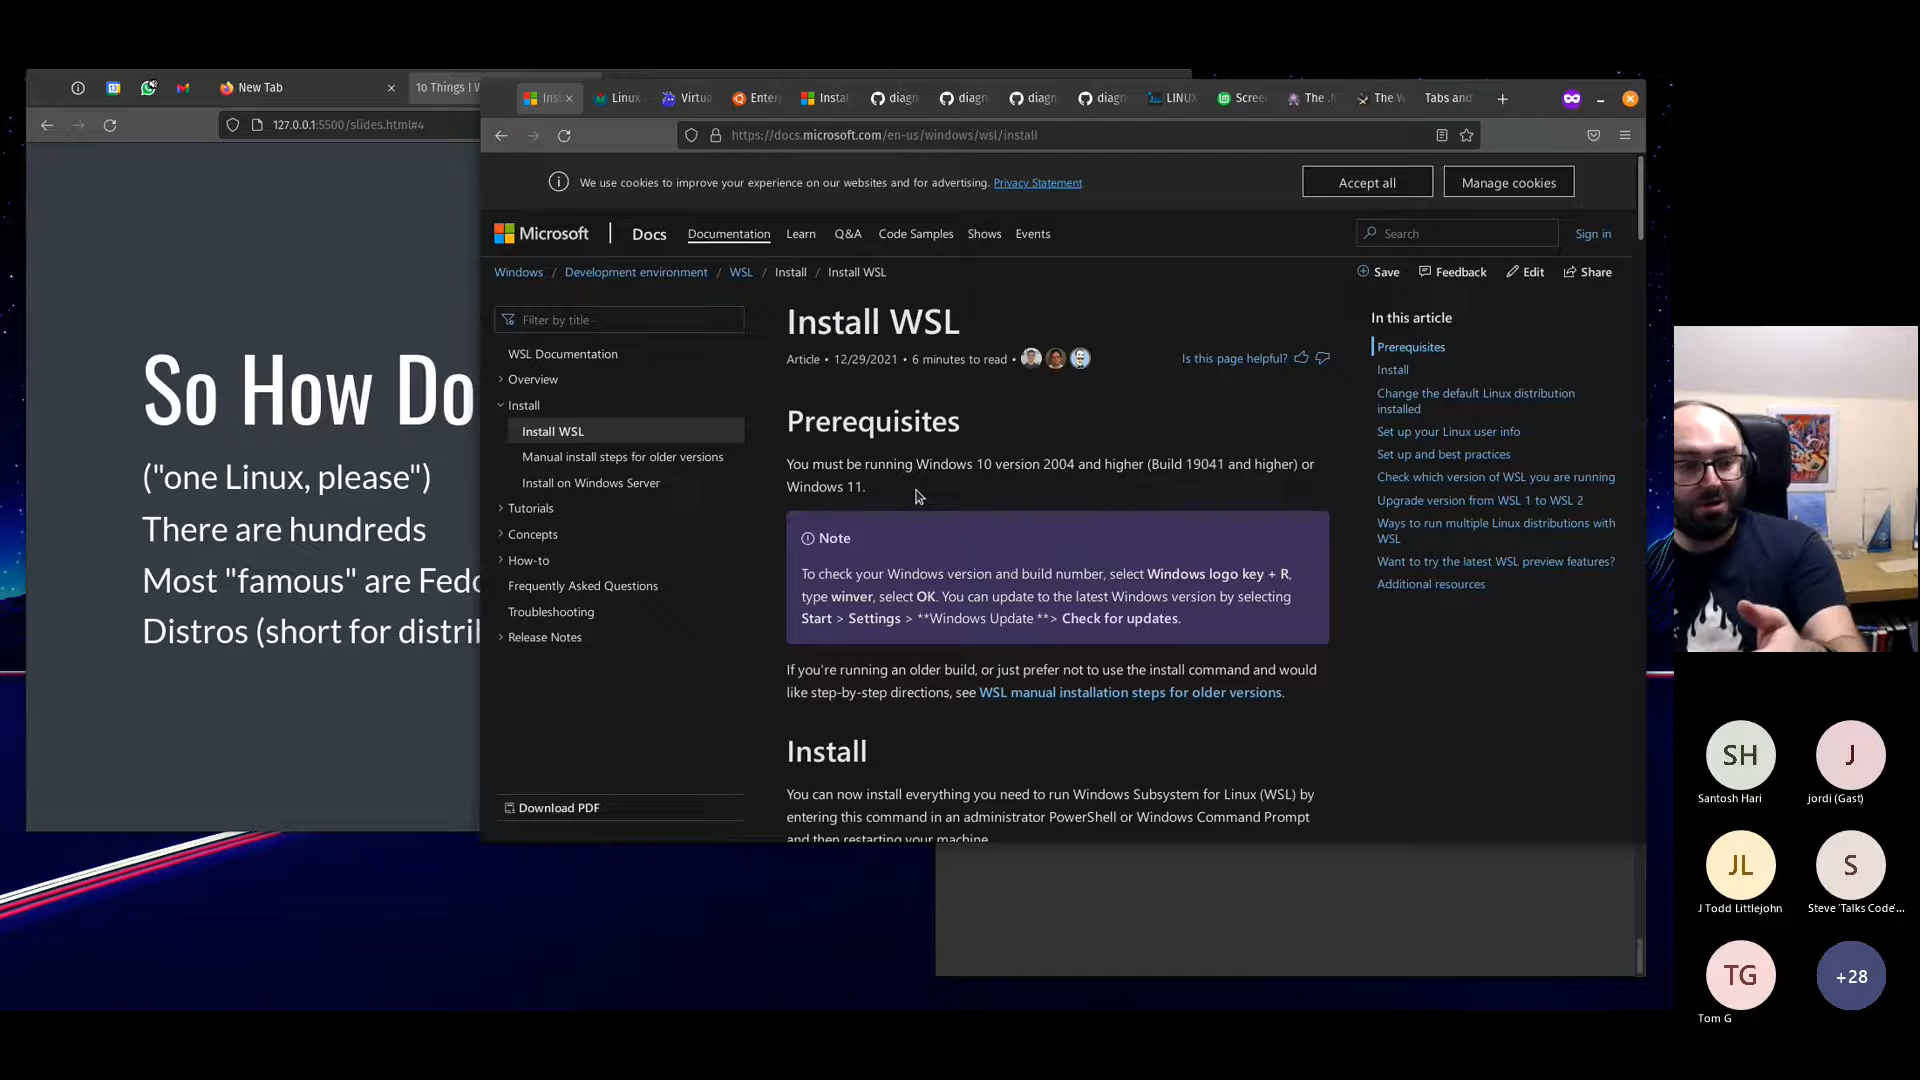 New Tab
10 Things I
127.0.0.1:5500/slides.html#4
So How Do
("one Linux, please")
There are hundreds
Most "famous" are Fedo
Distros (short for distrib
Inst
Linux
Virtua
Enter
Instal
diagn
diagn
diagn
diagn
LINUX
Scree
The .N
The W
Tabs and
https://docs.microsoft.com/en-us/windows/wsl/install
We use cookies to improve your experience on our websites and for advertising. Privacy Statement
Accept all
Manage cookies
Microsoft
Docs
Documentation
Learn
Q&A
Code Samples
Shows
Events
Search
Sign in
Windows / Development environment / WSL / Install / Install WSL
Save
Feedback
Edit
Share
Filter by title
WSL Documentation
Overview
Install
Install WSL
Manual install steps for older versions
Install on Windows Server
Tutorials
Concepts
How-to
Frequently Asked Questions
Troubleshooting
Release Notes
Download PDF
Install WSL
Article • 12/29/2021 • 6 minutes to read •
Is this page helpful?
Prerequisites
You must be running Windows 10 version 2004 and higher (Build 19041 and higher) or
Windows 11.
Note
To check your Windows version and build number, select Windows logo key + R,
type winver, select OK. You can update to the latest Windows version by selecting
Start > Settings > **Windows Update **> Check for updates.
If you're running an older build, or just prefer not to use the install command and would
like step-by-step directions, see WSL manual installation steps for older versions.
Install
You can now install everything you need to run Windows Subsystem for Linux (WSL) by
entering this command in an administrator PowerShell or Windows Command Prompt
and then restarting your machine
In this article
Prerequisites
Install
Change the default Linux distribution
installed
Set up your Linux user info
Set up and best practices
Check which version of WSL you are running
Upgrade version from WSL 1 to WSL 2
Ways to run multiple Linux distributions with
WSL
Want to try the latest WSL preview features?
Additional resources
SH
Santosh Hari
J
jordi (Gast)
JL
J Todd Littlejohn
S
Steve 'Talks Code'...
TG
Tom G
+28